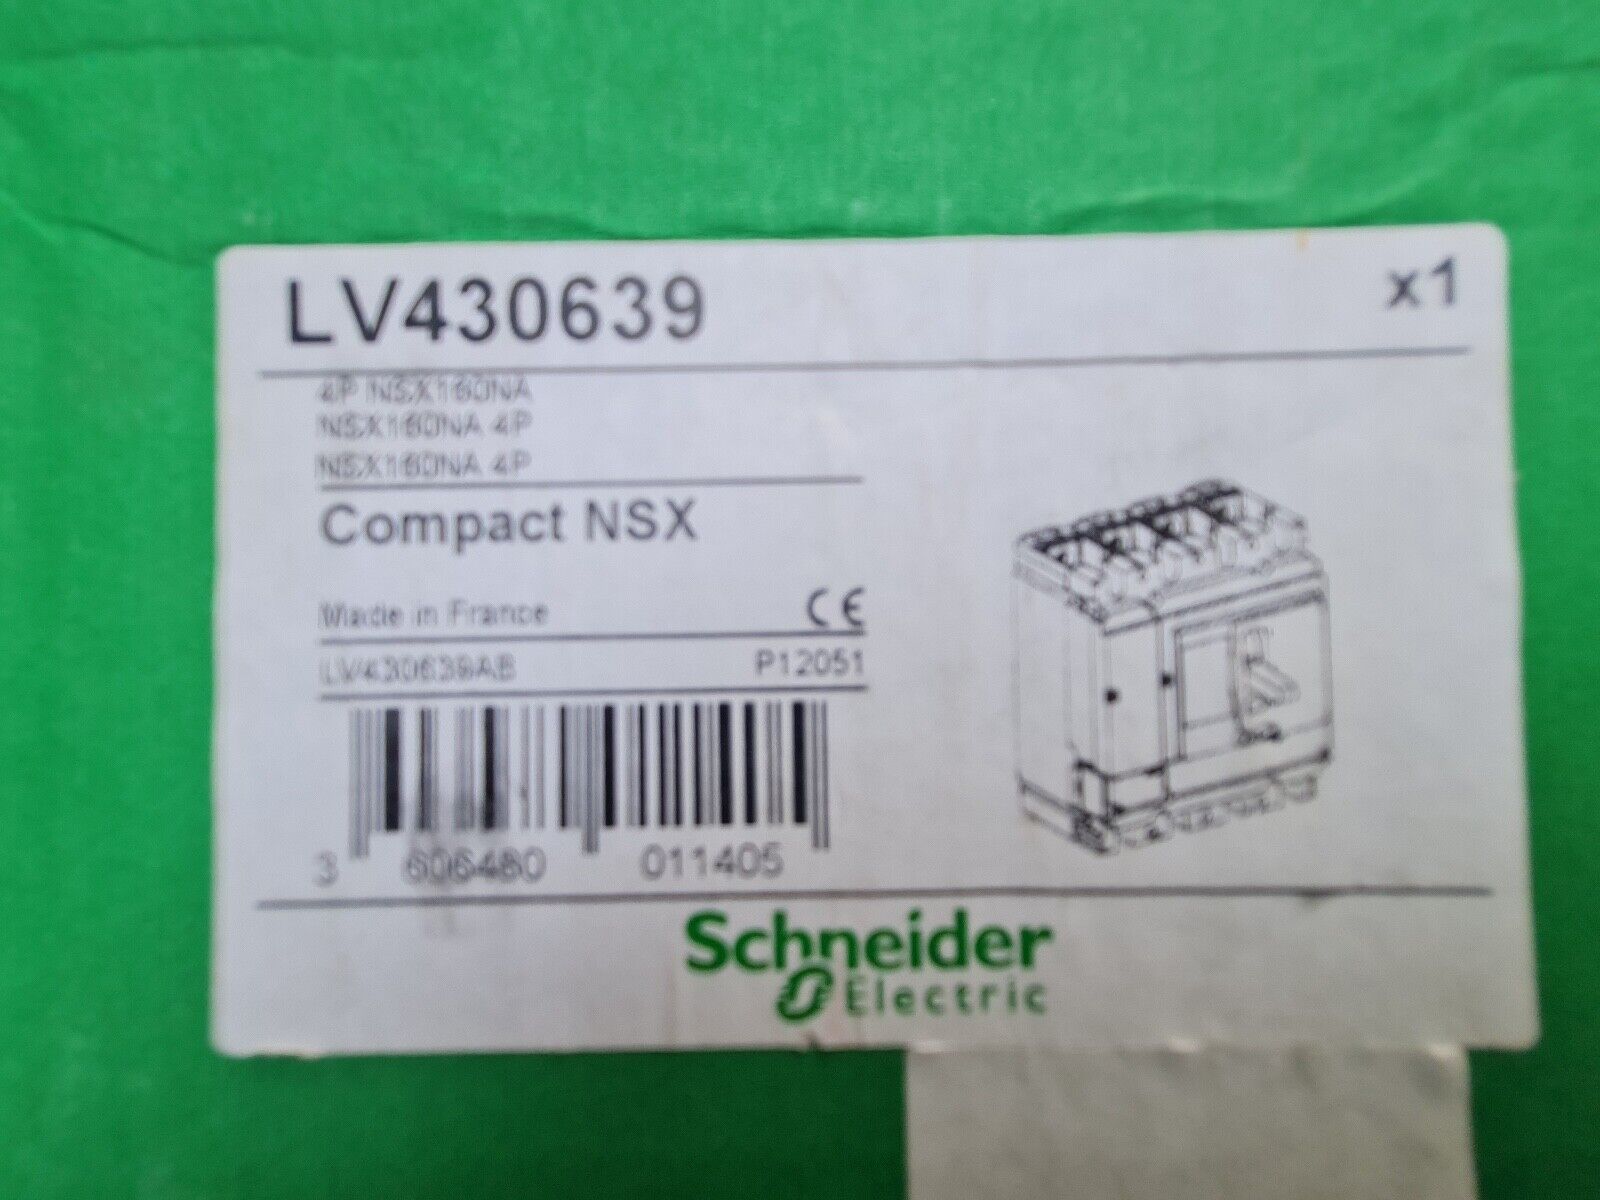 LV430639
x1
4P NSX160NA
NSX160NA 4P
NSX160NA 4P
Compact NSX
Made in France
CE
LV430639AB
P12051
3 606480 011405
Schneider
Electric